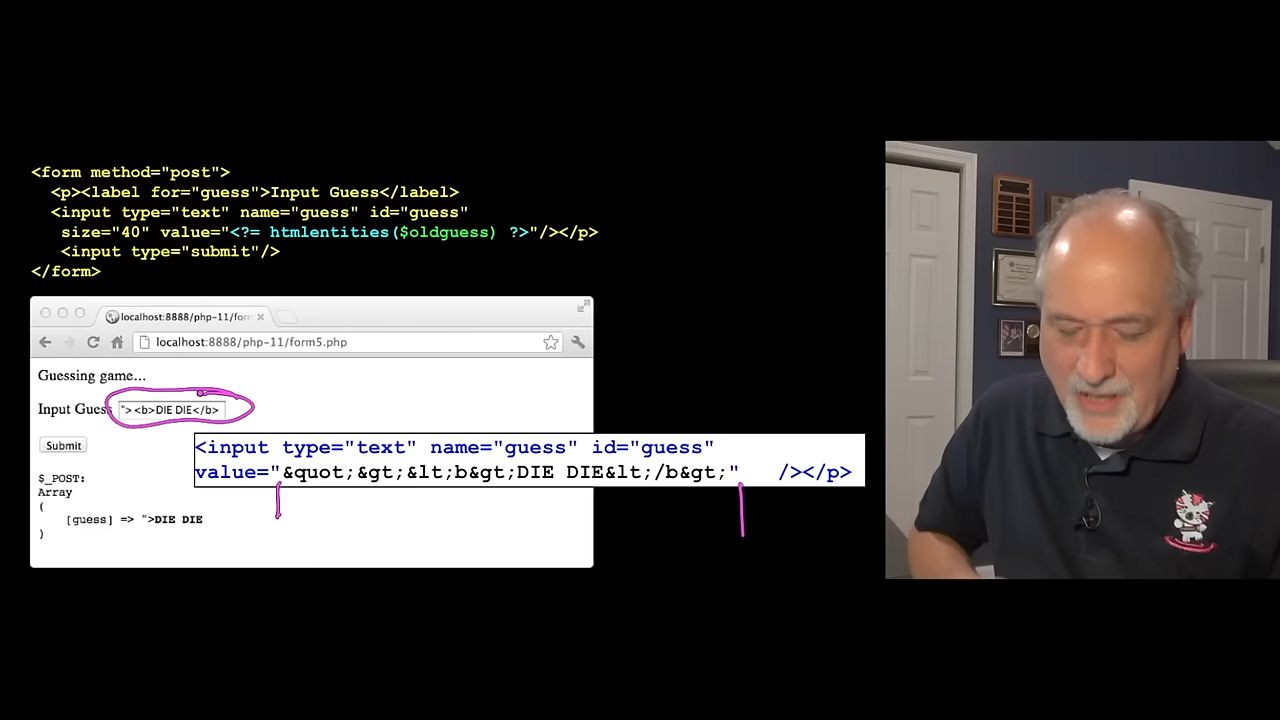 <form method="post">
<p><label for="guess">Input Guess</label>
<input type="text" name="guess" id="guess"
size="40" value="<?= htmlentities($oldguess) ?>"/></p>
<input type="submit"/>
</form>
localhost:8888/php-11/for
localhost:8888/php-11/form5.php
Guessing game...
Input Guess "><b>DIE DIE</b>
<input type="text" name="guess" id="guess"
value="&quot;&gt;&lt;b&gt;DIE DIE&lt;/b&gt;" /></p>
Submit
$_POST:
Array
(
[guess] => ">DIE DIE
)